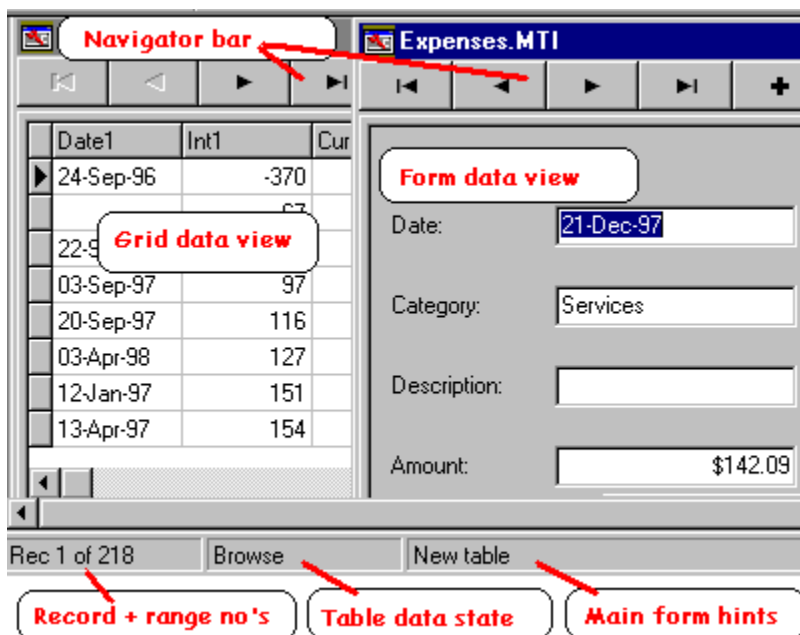 Navigator bar
Expenses.MTI
Date1 Int1 Cur
24-Sep-96 -370
Form data view
Date: 21-Dec-97
Grid data view
22-S
03-Sep-97 97
Category: Services
20-Sep-97 116
03-Apr-98 127
12-Jan-97 151
Description:
13-Apr-97 154
Amount: $142.09
Rec 1 of 218 Browse New table
Record + range no's Table data state Main form hints